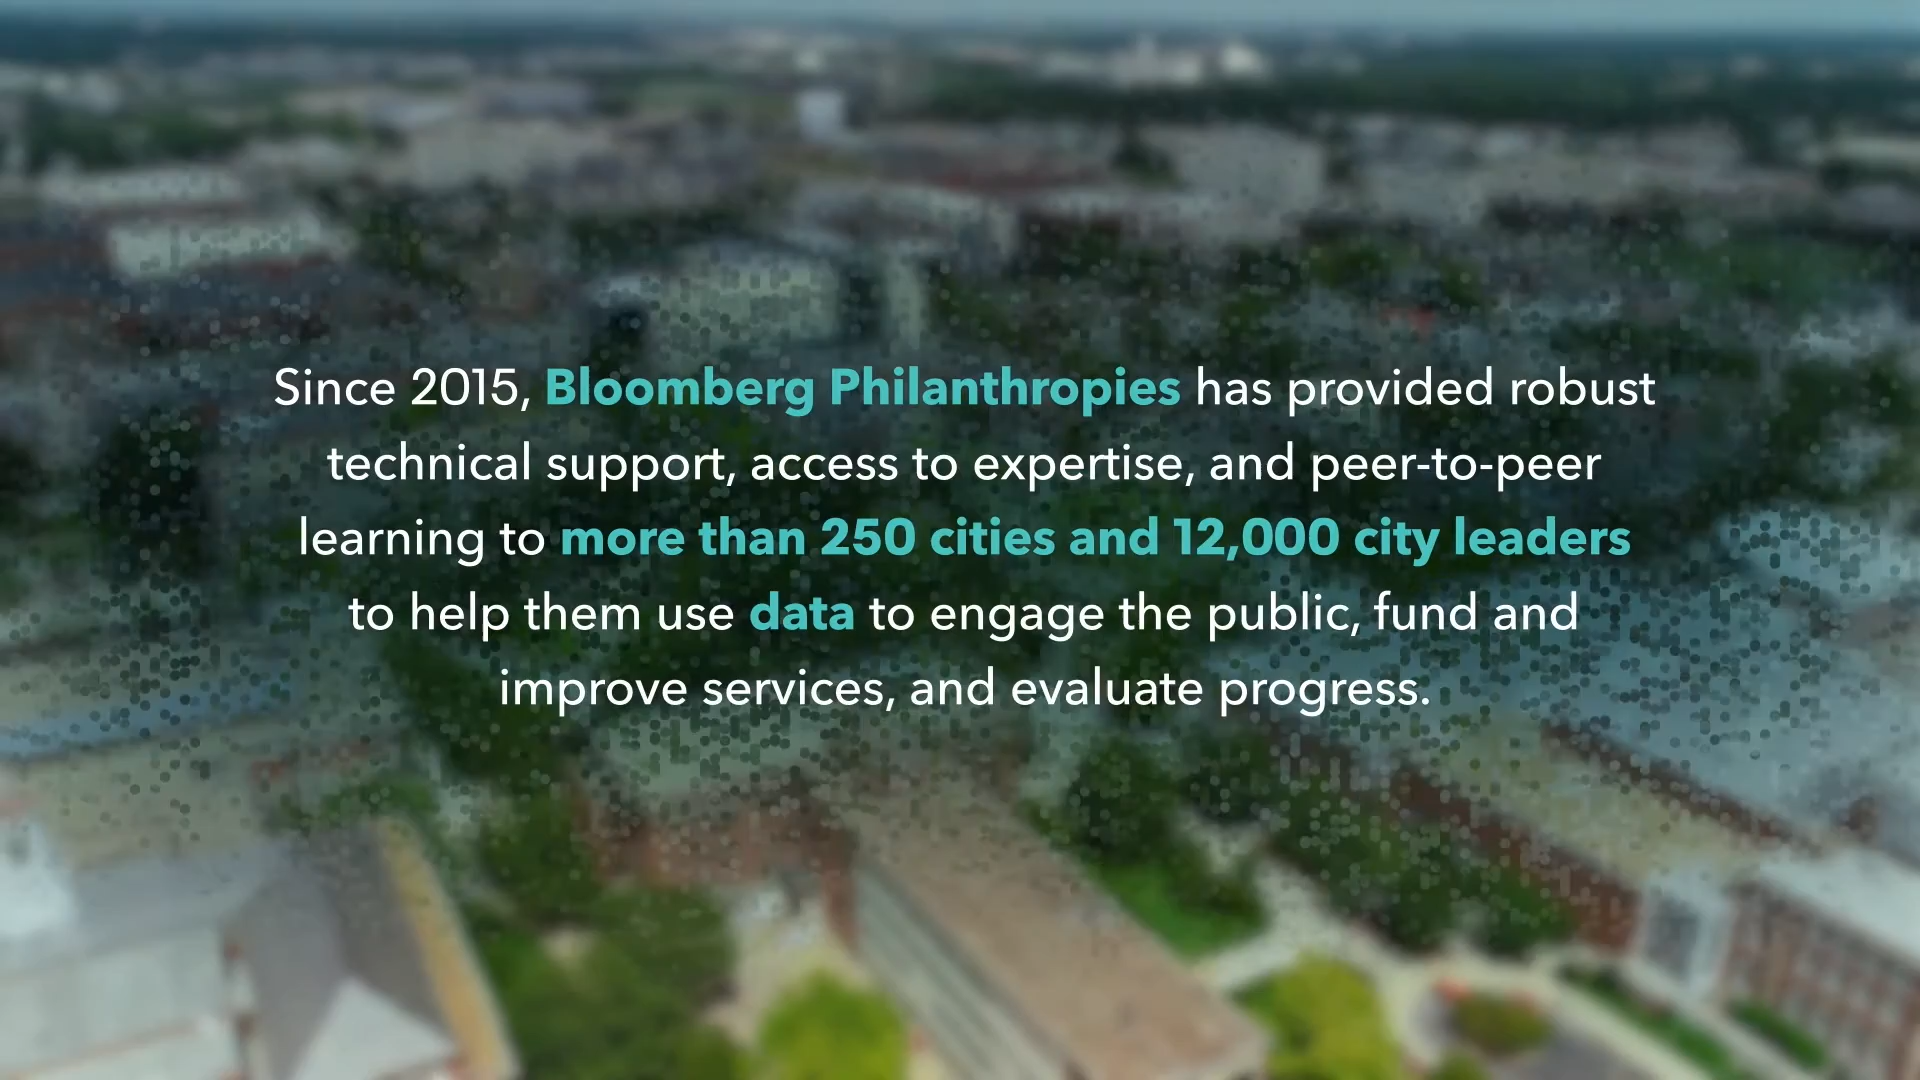 Since 2015, Bloomberg Philanthropies has provided robust
technical support, access to expertise, and peer-to-peer
learning to more than 250 cities and 12,000 city leaders
to help them use data to engage the public, fund and
improve services, and evaluate progress.